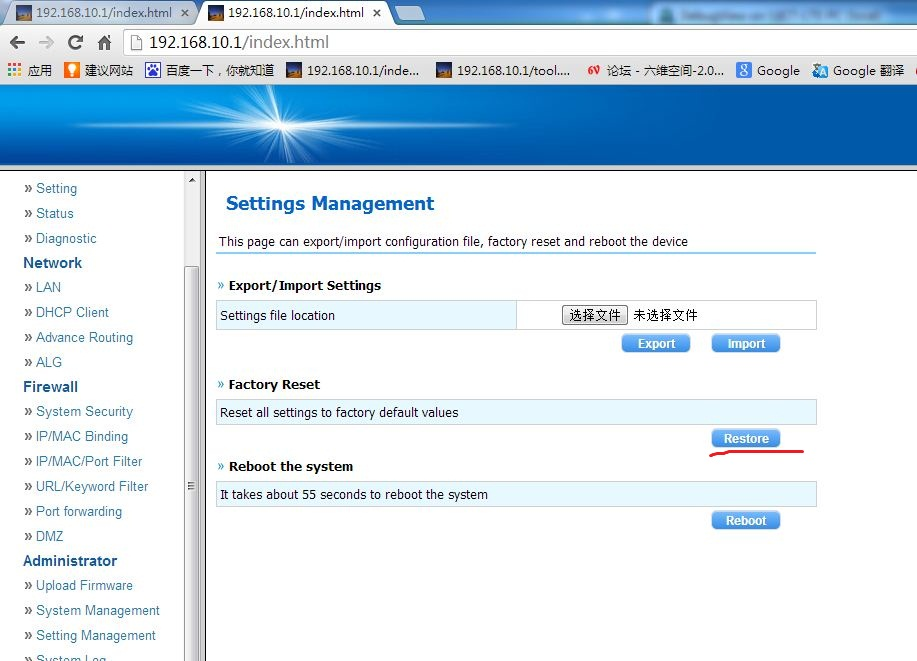 192.168.10.1/index.html
192.168.10.1/index.html
192.168.10.1/index.html
应用 建议网站 百度一下，你就知道 192.168.10.1/inde... 192.168.10.1/tool.... 6V 论坛 - 六维空间-2.0... Google Google 翻译
» Setting
» Status
» Diagnostic
Network
» LAN
» DHCP Client
» Advance Routing
» ALG
Firewall
» System Security
» IP/MAC Binding
» IP/MAC/Port Filter
» URL/Keyword Filter
» Port forwarding
» DMZ
Administrator
» Upload Firmware
» System Management
» Setting Management
» System Log
Settings Management
This page can export/import configuration file, factory reset and reboot the device
» Export/Import Settings
Settings file location 选择文件 未选择文件
Export Import
» Factory Reset
Reset all settings to factory default values
Restore
» Reboot the system
It takes about 55 seconds to reboot the system
Reboot